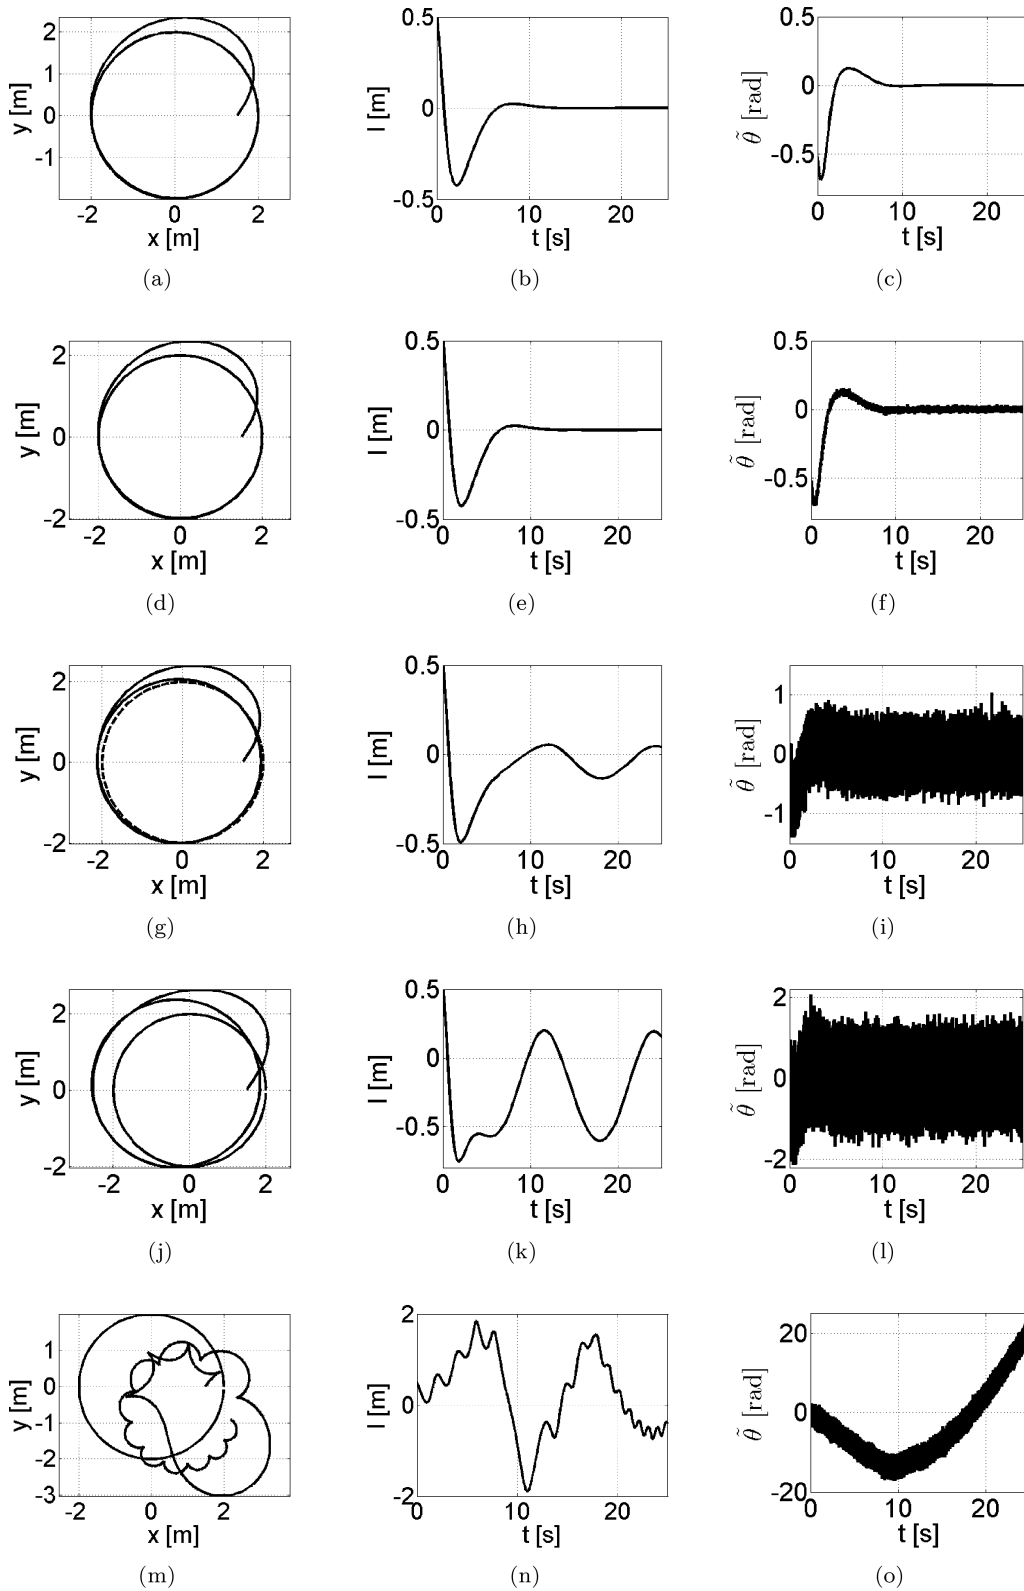 2
1
0
-1
-2 0 2
y [m]
x [m]
(a)
0.5
0
-0.5
0 10 20
l [m]
t [s]
(b)
0.5
0
-0.5
0 10 20
θ̃ [rad]
t [s]
(c)
2
0
-2
-2 0 2
y [m]
x [m]
(d)
0.5
0
-0.5
0 10 20
l [m]
t [s]
(e)
0.5
0
-0.5
0 10 20
θ̃ [rad]
t [s]
(f)
2
0
-2
-2 0 2
y [m]
x [m]
(g)
0.5
0
-0.5
0 10 20
l [m]
t [s]
(h)
1
0
-1
0 10 20
θ̃ [rad]
t [s]
(i)
2
0
-2
-2 0 2
y [m]
x [m]
(j)
0.5
0
-0.5
0 10 20
l [m]
t [s]
(k)
2
1
0
-2
0 10 20
θ̃ [rad]
t [s]
(l)
1
0
-1
-2
-3
-2 0 2
y [m]
x [m]
(m)
2
0
-2
0 10 20
l [m]
t [s]
(n)
20
0
-20
0 10 20
θ̃ [rad]
t [s]
(o)